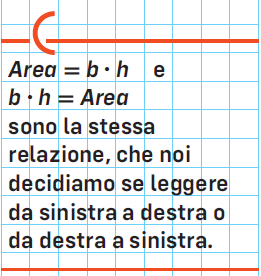 Area = b · h e
b · h = Area
sono la stessa
relazione, che noi
decidiamo se leggere
da sinistra a destra o
da destra a sinistra.